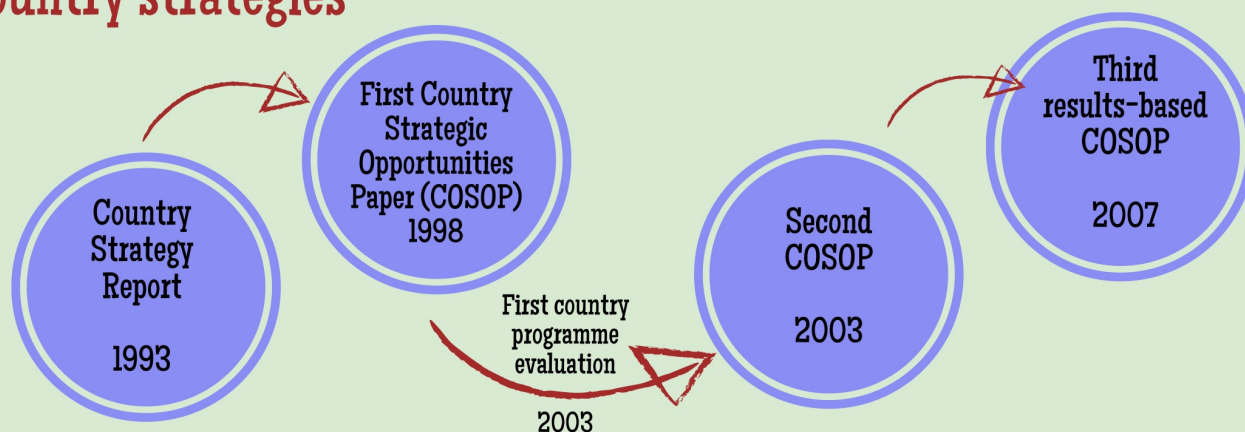 ountry strategies
Country
Strategy
Report
1993
First Country
Strategic
Opportunities
Paper (COSOP)
1998
First country
programme
evaluation
2003
Second
COSOP
2003
Third
results-based
COSOP
2007